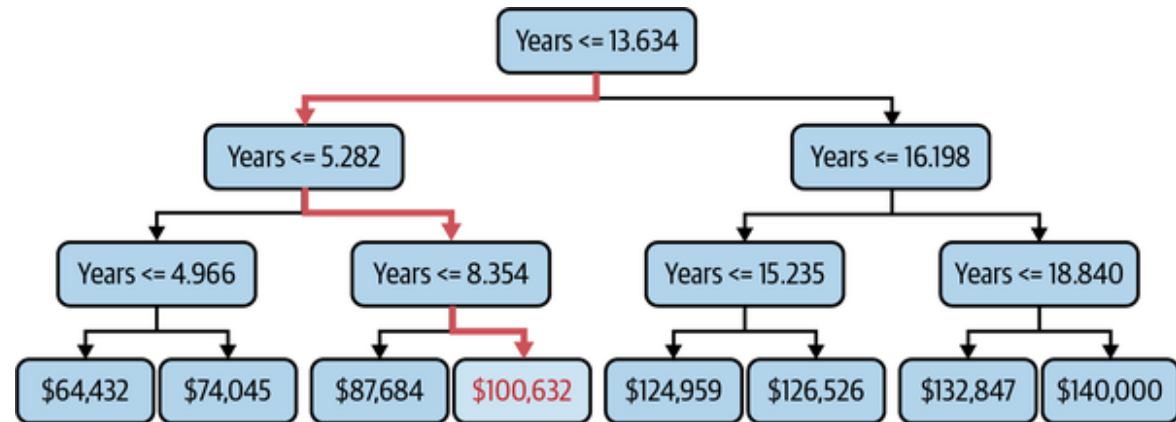 Years <= 13.634
Years <= 5.282
Years <= 16.198
Years <= 4.966
Years <= 8.354
Years <= 15.235
Years <= 18.840
$64,432
$74,045
$87,684
$100,632
$124,959
$126,526
$132,847
$140,000